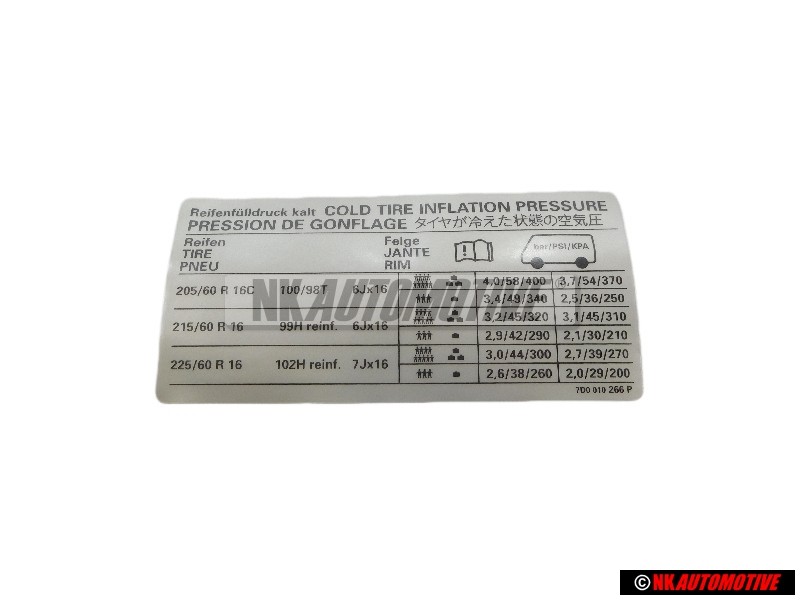 Reifenfülldruck kalt COLD TIRE INFLATION PRESSURE
PRESSION DE GONFLAGE タイヤが冷えた状態の空気圧
Reifen Felge bar/PSI/KPA
TIRE JANTE
PNEU RIM
205/60 R 16C 100/98T 6Jx16 4,0/58/400 3,7/54/370
3,4/49/340 2,5/36/250
215/60 R 16 99H reinf. 6Jx16 3,2/45/320 3,1/45/310
2,9/42/290 2,1/30/210
225/60 R 16 102H reinf. 7Jx16 3,0/44/300 2,7/39/270
2,6/38/260 2,0/29/200
7D0 010 266 P
NK AUTOMOTIVE
©NK AUTOMOTIVE